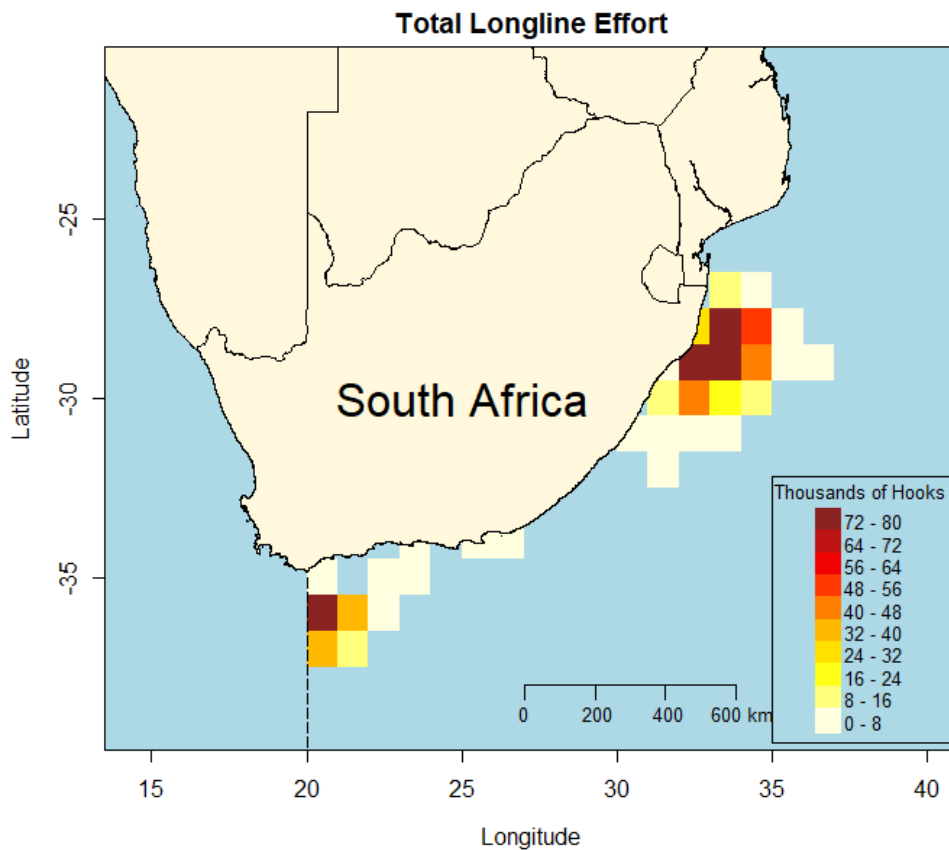 Total Longline Effort
-25
Latitude
-30
South Africa
-35
Thousands of Hooks
72 - 80
64 - 72
56 - 64
48 - 56
40 - 48
32 - 40
24 - 32
16 - 24
8 - 16
0 - 8
0 200 400 600 km
15 20 25 30 35 40
Longitude